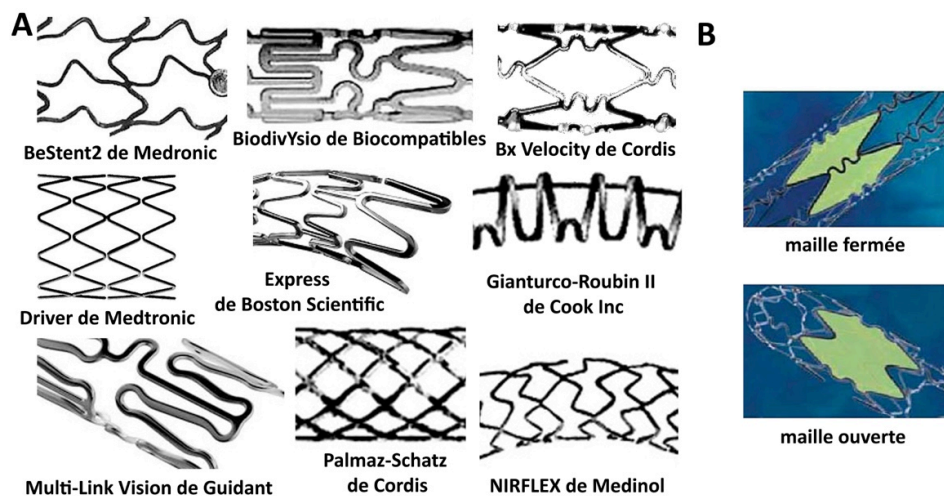 A
B
BeStent2 de Medronic
BiodivYsio de Biocompatibles
Bx Velocity de Cordis
maille fermée
Driver de Medtronic
Express
de Boston Scientific
Gianturco-Roubin II
de Cook Inc
Multi-Link Vision de Guidant
Palmaz-Schatz
de Cordis
NIRFLEX de Medinol
maille ouverte